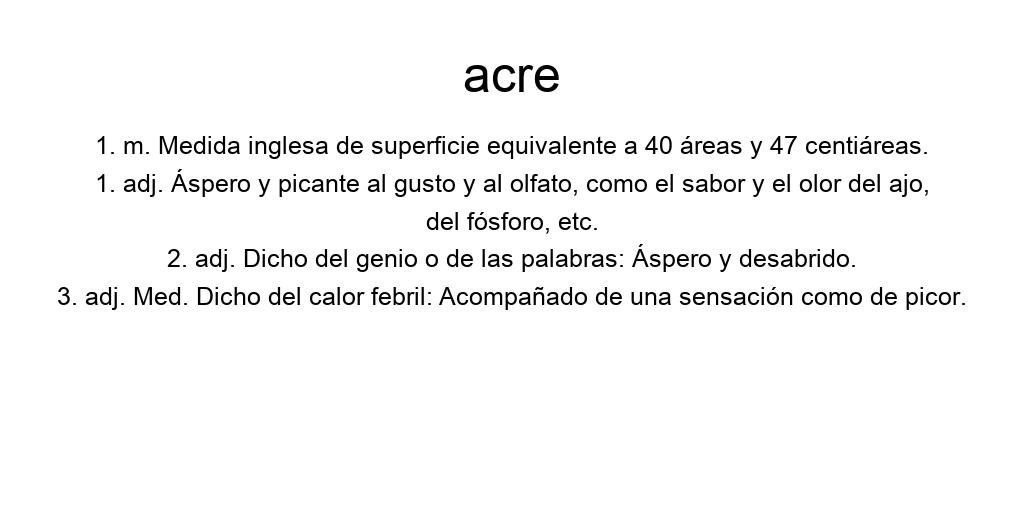 acre
1. m. Medida inglesa de superficie equivalente a 40 áreas y 47 centiáreas.
1. adj. Áspero y picante al gusto y al olfato, como el sabor y el olor del ajo,
del fósforo, etc.
2. adj. Dicho del genio o de las palabras: Áspero y desabrido.
3. adj. Med. Dicho del calor febril: Acompañado de una sensación como de picor.